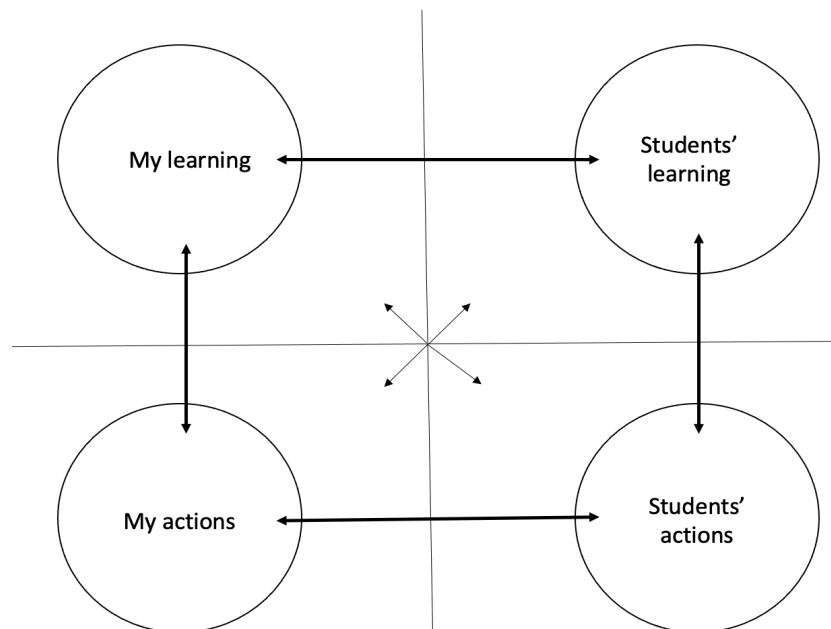 My learning
Students’
learning
My actions
Students’
actions